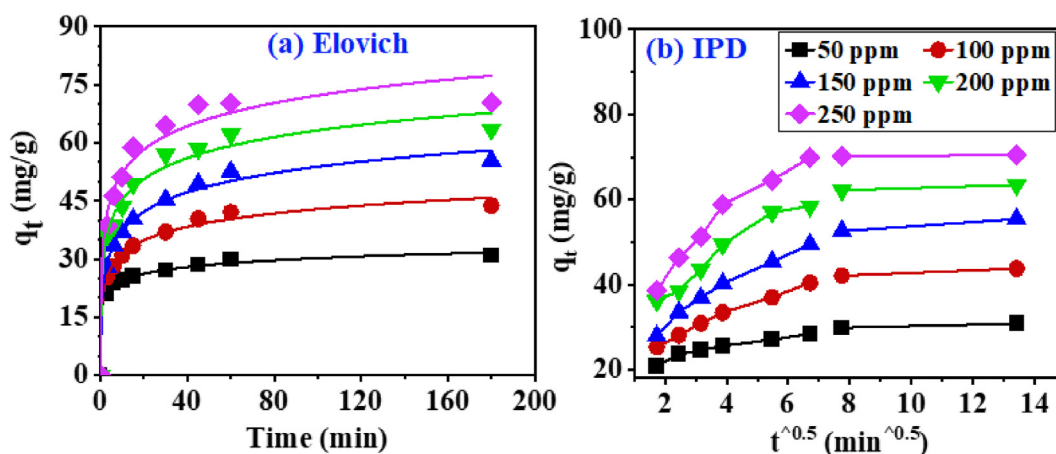 (a) Elovich
qt (mg/g)
90
75
60
45
30
15
0
0 40 80 120 160 200
Time (min)
(b) IPD
50 ppm 100 ppm
150 ppm 200 ppm
250 ppm
qt (mg/g)
100
80
60
40
20
2 4 6 8 10 12 14
t^0.5 (min^0.5)